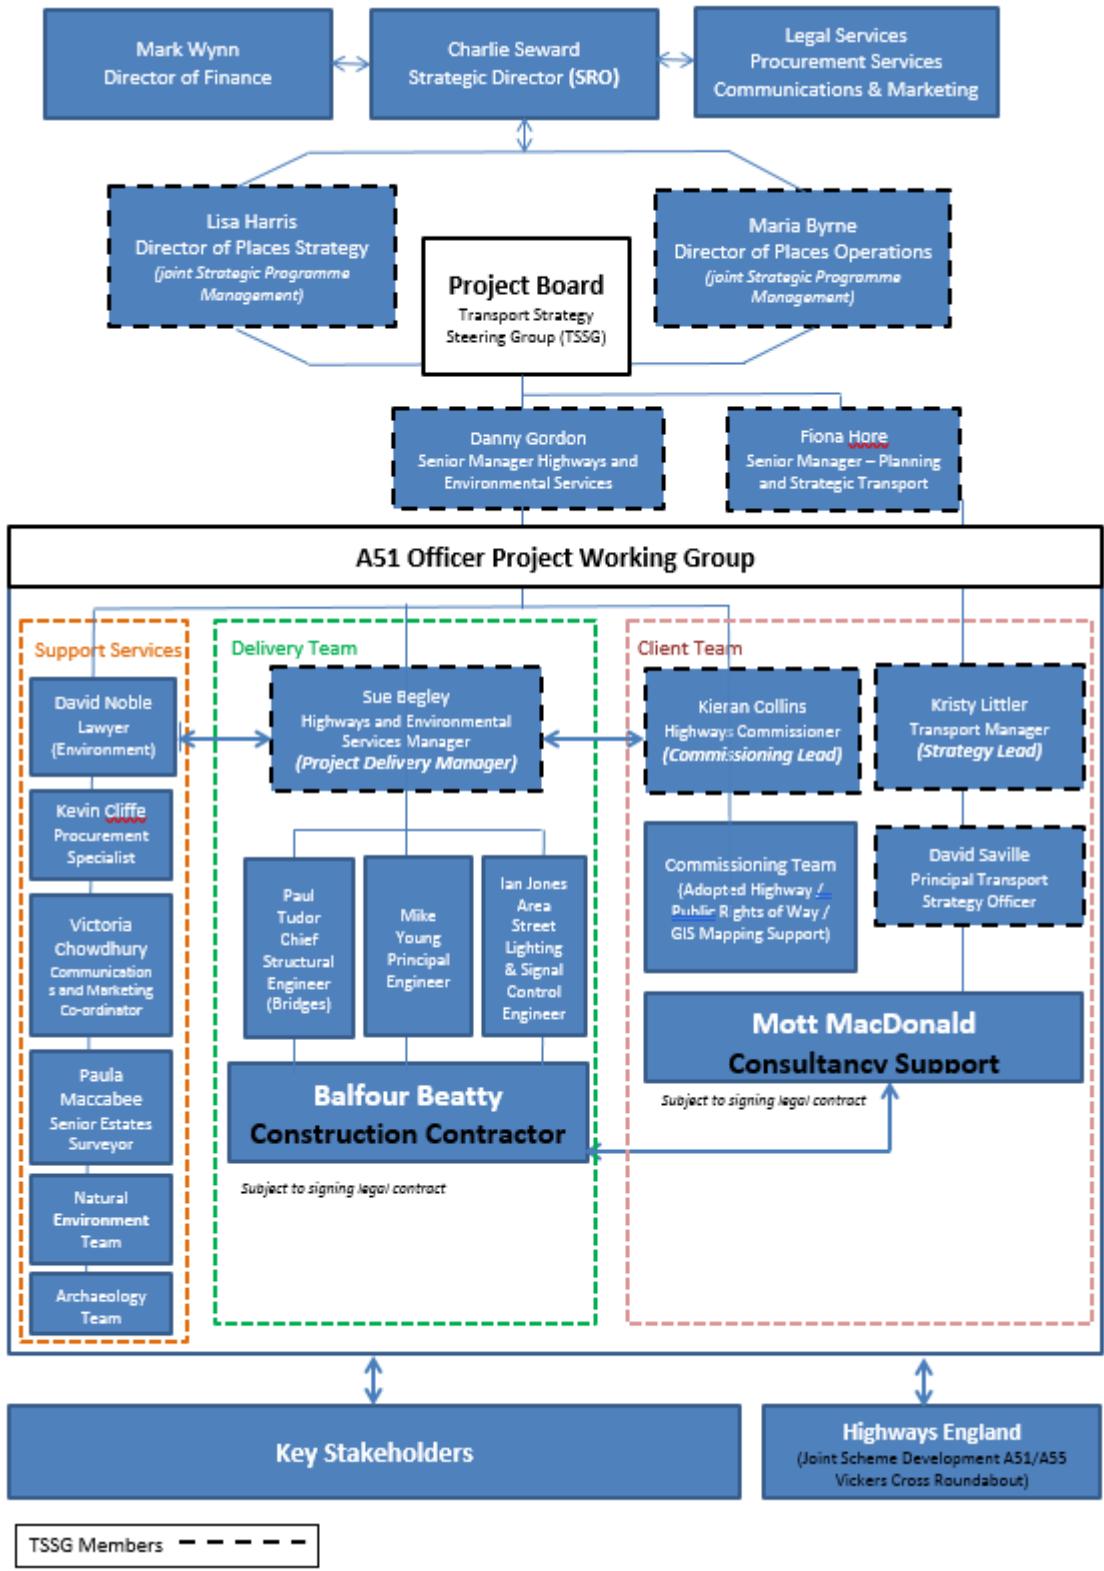 Mark Wynn
Director of Finance
Charlie Seward
Strategic Director (SRO)
Legal Services
Procurement Services
Communications & Marketing
Lisa Harris
Director of Places Strategy
(joint Strategic Programme
Management)
Maria Byrne
Director of Places Operations
(joint Strategic Programme
Management)
Project Board
Transport Strategy
Steering Group (TSSG)
Danny Gordon
Senior Manager Highways and
Environmental Services
Fiona Hore
Senior Manager – Planning
and Strategic Transport
A51 Officer Project Working Group
Support Services
David Noble
Lawyer
(Environment)
Kevin Cliffe
Procurement
Specialist
Victoria
Chowdhury
Communication
s and Marketing
Co-ordinator
Paula
Maccabee
Senior Estates
Surveyor
Natural
Environment
Team
Archaeology
Team
Delivery Team
Sue Begley
Highways and Environmental
Services Manager
(Project Delivery Manager)
Paul
Tudor
Chief
Structural
Engineer
(Bridges)
Mike
Young
Principal
Engineer
Ian Jones
Area
Street
Lighting
& Signal
Control
Engineer
Balfour Beatty
Construction Contractor
Subject to signing legal contract
Client Team
Kieran Collins
Highways Commissioner
(Commissioning Lead)
Kristy Littler
Transport Manager
(Strategy Lead)
Commissioning Team
(Adopted Highway /
Public Rights of Way /
GIS Mapping Support)
David Saville
Principal Transport
Strategy Officer
Mott MacDonald
Consultancy Support
Subject to signing legal contract
Key Stakeholders
Highways England
(Joint Scheme Development A51/A55
Vickers Cross Roundabout)
TSSG Members